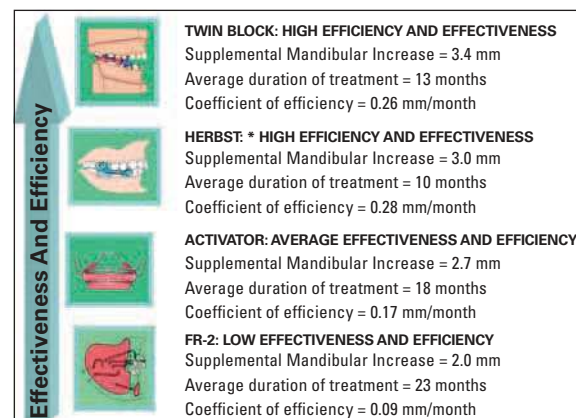 Effectiveness And Efficiency
TWIN BLOCK: HIGH EFFICIENCY AND EFFECTIVENESS
Supplemental Mandibular Increase = 3.4 mm
Average duration of treatment = 13 months
Coefficient of efficiency = 0.26 mm/month
HERBST: * HIGH EFFICIENCY AND EFFECTIVENESS
Supplemental Mandibular Increase = 3.0 mm
Average duration of treatment = 10 months
Coefficient of efficiency = 0.28 mm/month
ACTIVATOR: AVERAGE EFFECTIVENESS AND EFFICIENCY
Supplemental Mandibular Increase = 2.7 mm
Average duration of treatment = 18 months
Coefficient of efficiency = 0.17 mm/month
FR-2: LOW EFFECTIVENESS AND EFFICIENCY
Supplemental Mandibular Increase = 2.0 mm
Average duration of treatment = 23 months
Coefficient of efficiency = 0.09 mm/month